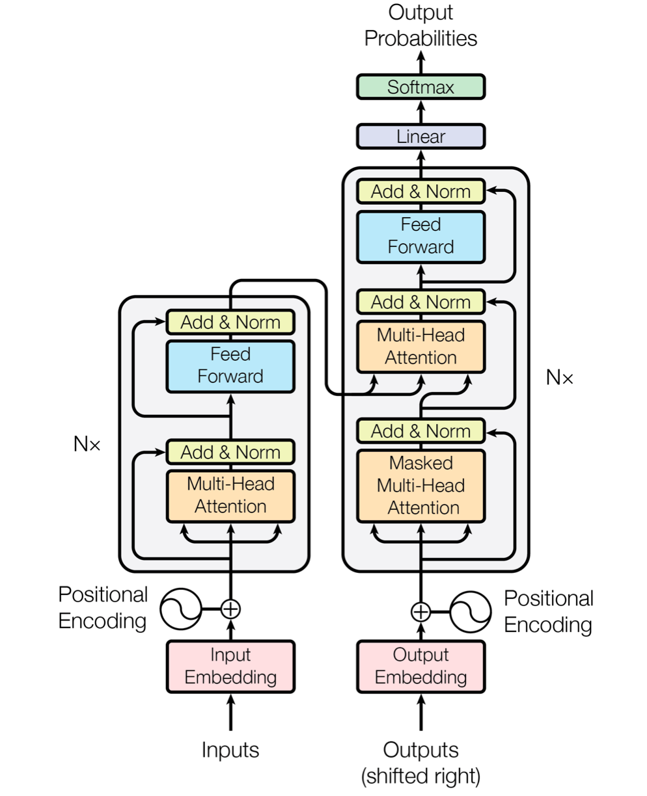 Output
Probabilities
Softmax
Linear
Add & Norm
Feed
Forward
Add & Norm
Multi-Head
Attention
Add & Norm
Masked
Multi-Head
Attention
N×
Add & Norm
Feed
Forward
Add & Norm
Multi-Head
Attention
N×
Positional
Encoding
Positional
Encoding
Input
Embedding
Output
Embedding
Inputs
Outputs
(shifted right)